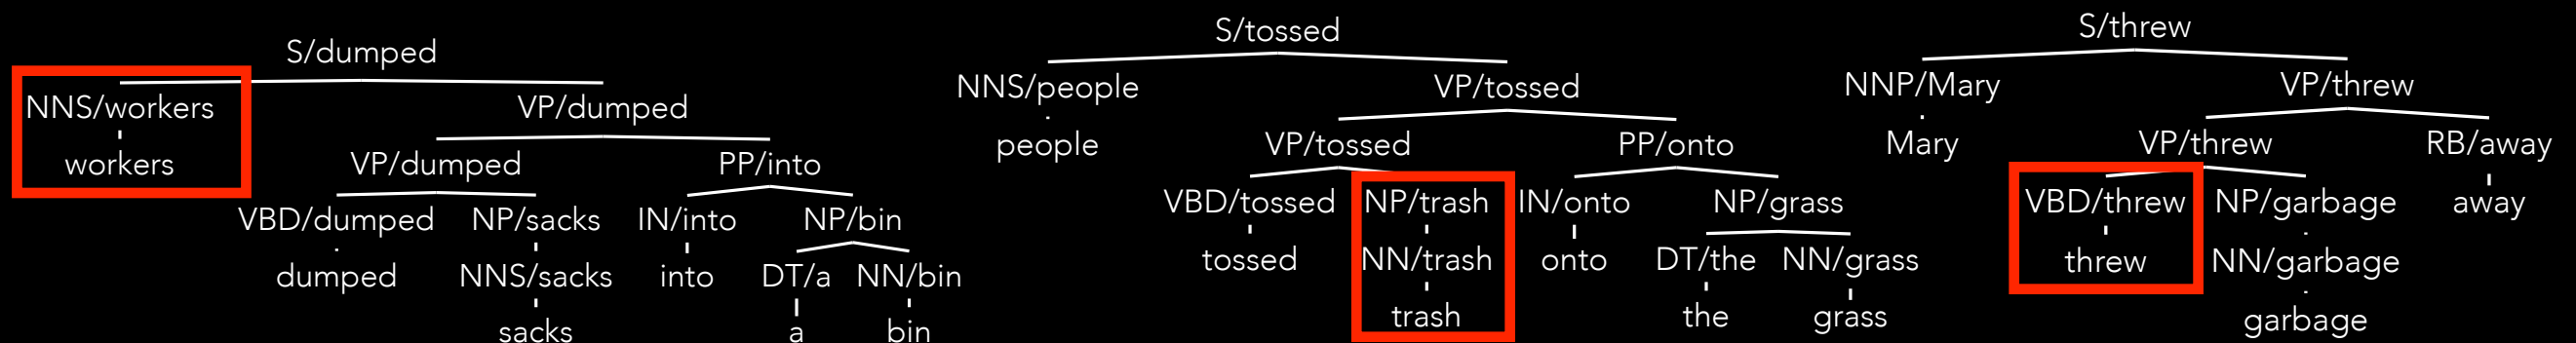 S/dumped
NNS/workers VP/dumped
workers VP/dumped PP/into
VBD/dumped NP/sacks IN/into NP/bin
dumped NNS/sacks into DT/a NN/bin
sacks a bin
S/tossed
NNS/people VP/tossed
people VP/tossed PP/onto
VBD/tossed NP/trash IN/onto NP/grass
tossed NN/trash onto DT/the NN/grass
trash the grass
S/threw
NNP/Mary VP/threw
Mary VP/threw RB/away
VBD/threw NP/garbage away
threw NN/garbage
garbage